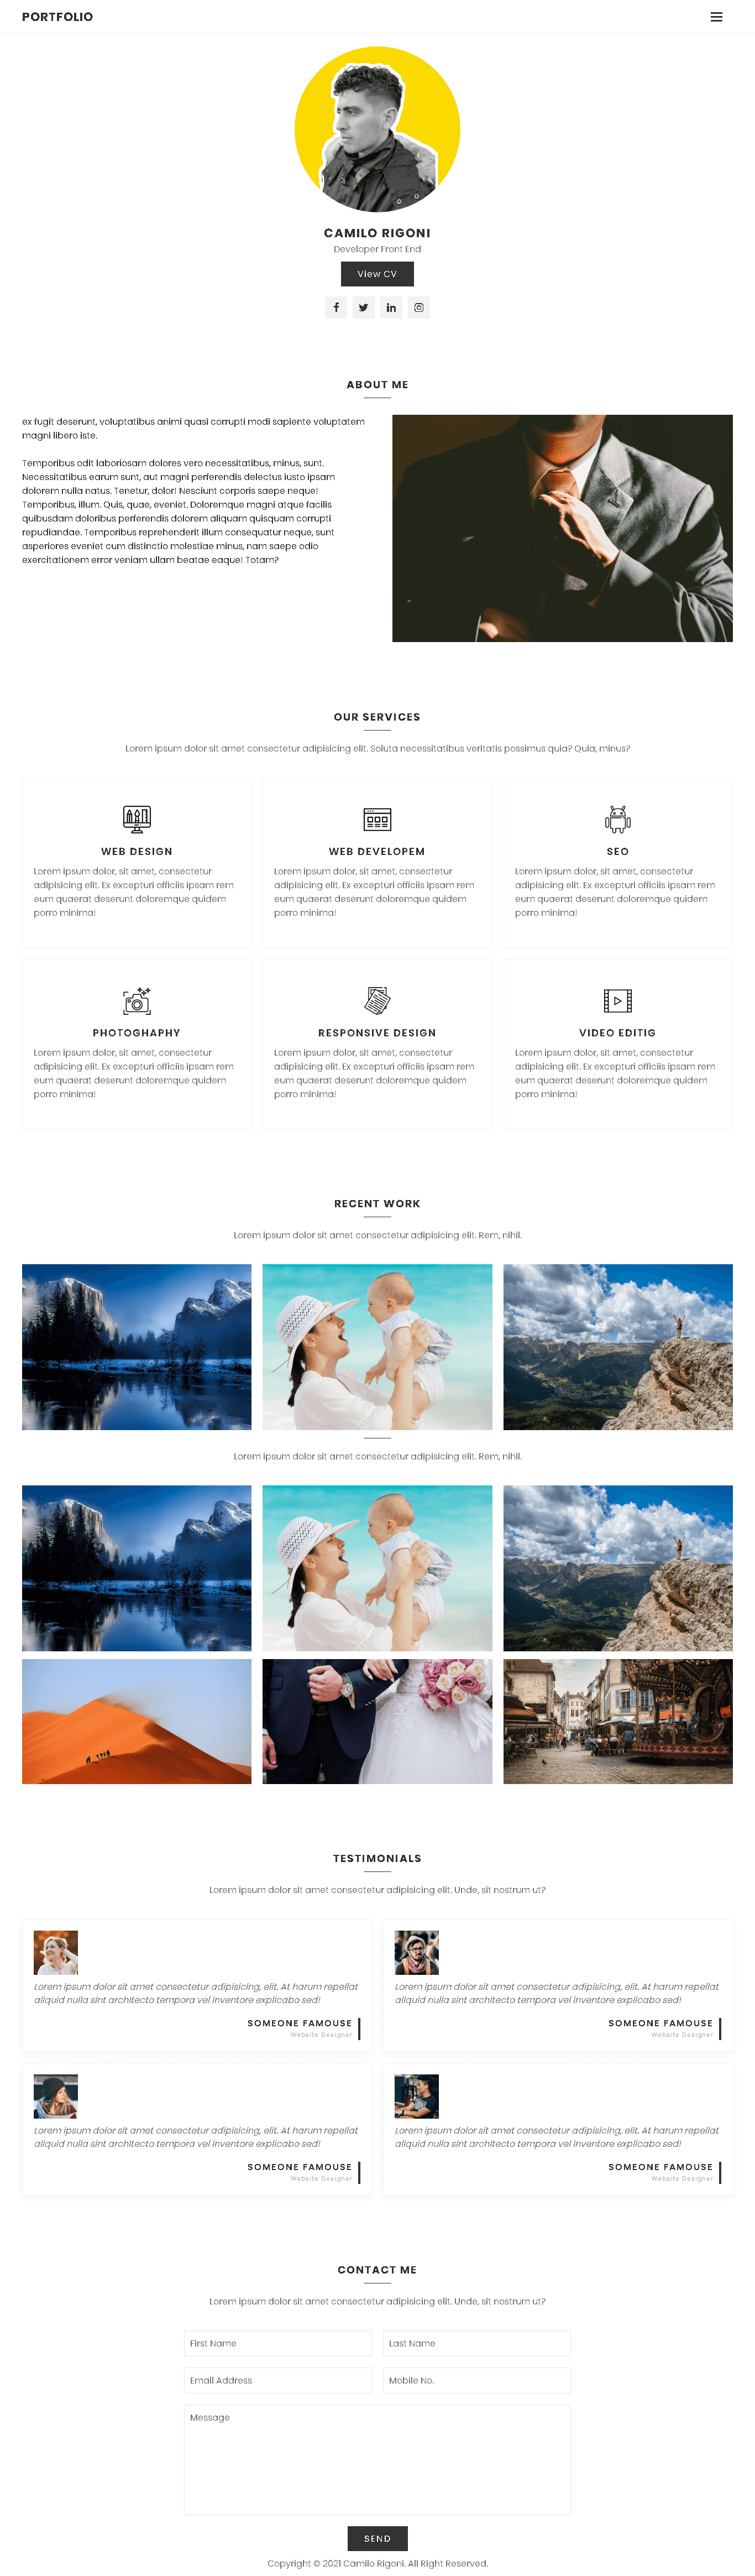 PORTFOLIO
CAMILO RIGONI
Developer Front End
View CV
ABOUT ME
ex fugit deserunt, voluptatibus animi quasi corrupti modi sapiente voluptatem
magni libero iste.
Temporibus odit laboriosam dolores vero necessitatibus, minus, sunt.
Necessitatibus earum sunt, aut magni perferendis delectus iusto ipsam
dolorem nulla natus. Tenetur, dolor! Nesciunt corporis saepe neque!
Temporibus, illum. Quis, quae, eveniet. Doloremque magni atque facilis
quibusdam doloribus perferendis dolorem aliquam quisquam corrupti
repudiandae. Temporibus reprehenderit illum consequatur neque, sunt
asperiores eveniet cum distinctio molestiae minus, nam saepe odio
exercitationem error veniam ullam beatae eaque! Totam?
OUR SERVICES
Lorem ipsum dolor sit amet consectetur adipisicing elit. Soluta necessitatibus veritatis possimus quia? Quia, minus?
WEB DESIGN
Lorem ipsum dolor, sit amet, consectetur
adipisicing elit. Ex excepturi officiis ipsam rem
eum quaerat deserunt doloremque quidem
porro minima!
WEB DEVELOPEM
Lorem ipsum dolor, sit amet, consectetur
adipisicing elit. Ex excepturi officiis ipsam rem
eum quaerat deserunt doloremque quidem
porro minima!
SEO
Lorem ipsum dolor, sit amet, consectetur
adipisicing elit. Ex excepturi officiis ipsam rem
eum quaerat deserunt doloremque quidem
porro minima!
PHOTOGHAPHY
Lorem ipsum dolor, sit amet, consectetur
adipisicing elit. Ex excepturi officiis ipsam rem
eum quaerat deserunt doloremque quidem
porro minima!
RESPONSIVE DESIGN
Lorem ipsum dolor, sit amet, consectetur
adipisicing elit. Ex excepturi officiis ipsam rem
eum quaerat deserunt doloremque quidem
porro minima!
VIDEO EDITIG
Lorem ipsum dolor, sit amet, consectetur
adipisicing elit. Ex excepturi officiis ipsam rem
eum quaerat deserunt doloremque quidem
porro minima!
RECENT WORK
Lorem ipsum dolor sit amet consectetur adipisicing elit. Rem, nihil.
Lorem ipsum dolor sit amet consectetur adipisicing elit. Rem, nihil.
TESTIMONIALS
Lorem ipsum dolor sit amet consectetur adipisicing elit. Unde, sit nostrum ut?
Lorem ipsum dolor sit amet consectetur adipisicing, elit. At harum repellat
aliquid nulla sint architecto tempora vel inventore explicabo sed!
SOMEONE FAMOUSE
Website Designer
Lorem ipsum dolor sit amet consectetur adipisicing, elit. At harum repellat
aliquid nulla sint architecto tempora vel inventore explicabo sed!
SOMEONE FAMOUSE
Website Designer
Lorem ipsum dolor sit amet consectetur adipisicing, elit. At harum repellat
aliquid nulla sint architecto tempora vel inventore explicabo sed!
SOMEONE FAMOUSE
Website Designer
Lorem ipsum dolor sit amet consectetur adipisicing, elit. At harum repellat
aliquid nulla sint architecto tempora vel inventore explicabo sed!
SOMEONE FAMOUSE
Website Designer
CONTACT ME
Lorem ipsum dolor sit amet consectetur adipisicing elit. Unde, sit nostrum ut?
First Name
Last Name
Email Address
Mobile No.
Message
SEND
Copyright © 2021 Camilo Rigoni. All Right Reserved.